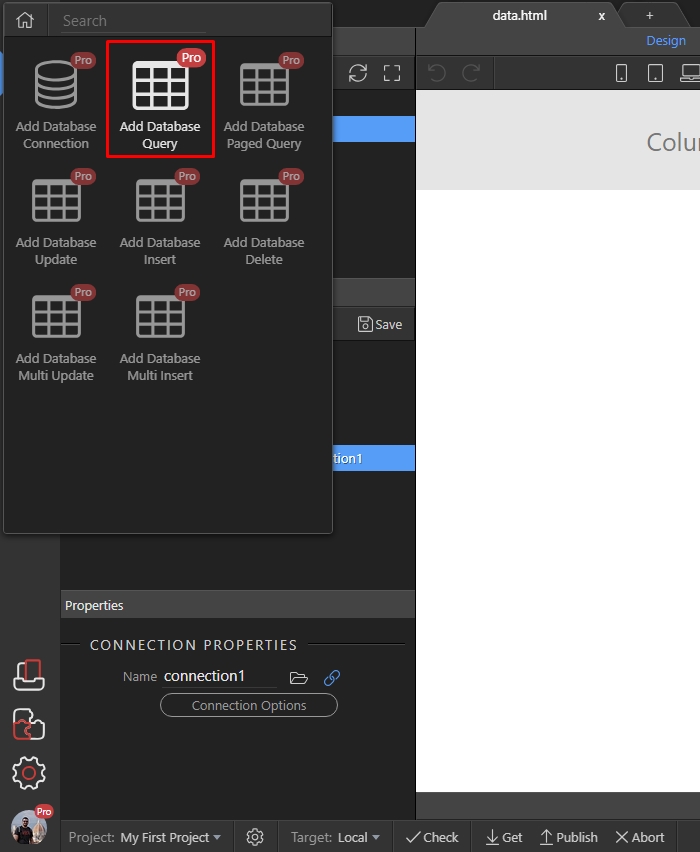 Search
data.html x +
Design
Pro Pro Pro
Add Database Connection
Add Database Query
Add Database Paged Query
Pro Pro Pro
Add Database Update
Add Database Insert
Add Database Delete
Save
Pro Pro
Add Database Multi Update
Add Database Multi Insert
tion1
Properties
CONNECTION PROPERTIES
Name connection1
Connection Options
Pro
Project: My First Project Target: Local Check Get Publish Abort
Colu